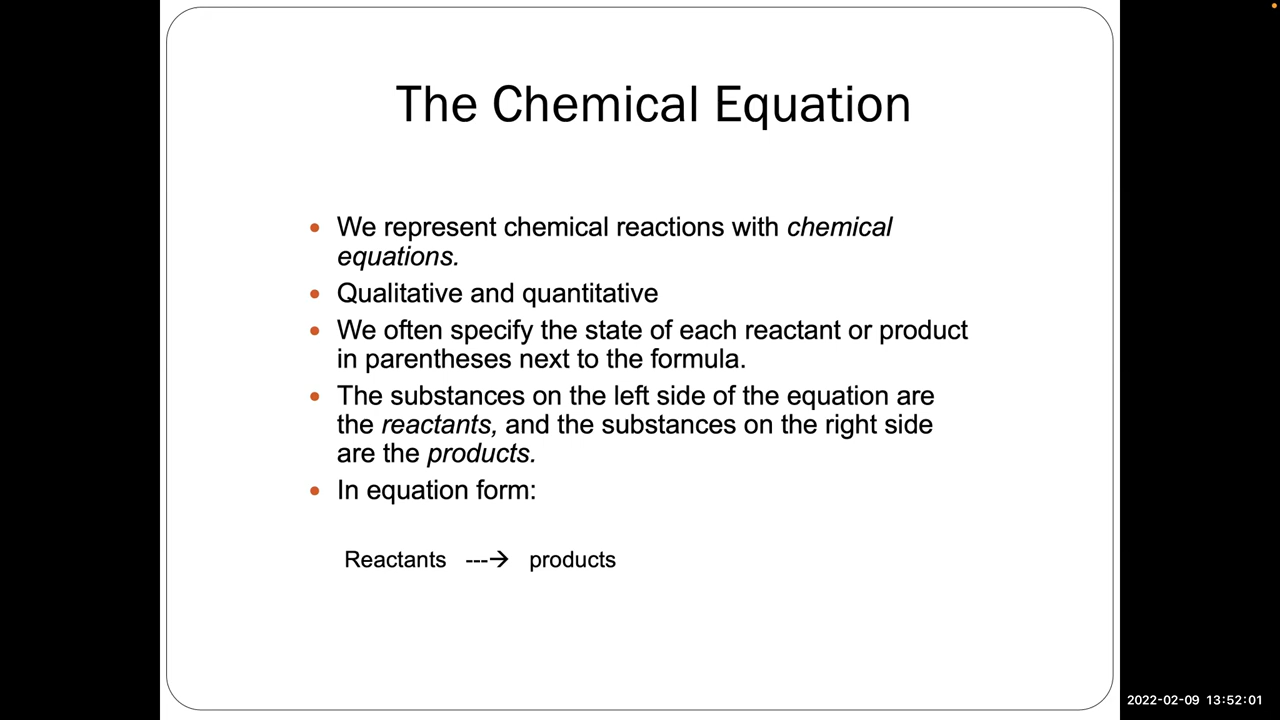 The Chemical Equation
• We represent chemical reactions with chemical
equations.
• Qualitative and quantitative
• We often specify the state of each reactant or product
in parentheses next to the formula.
• The substances on the left side of the equation are
the reactants, and the substances on the right side
are the products.
• In equation form:
Reactants ---→ products
2022-02-09 13:52:01